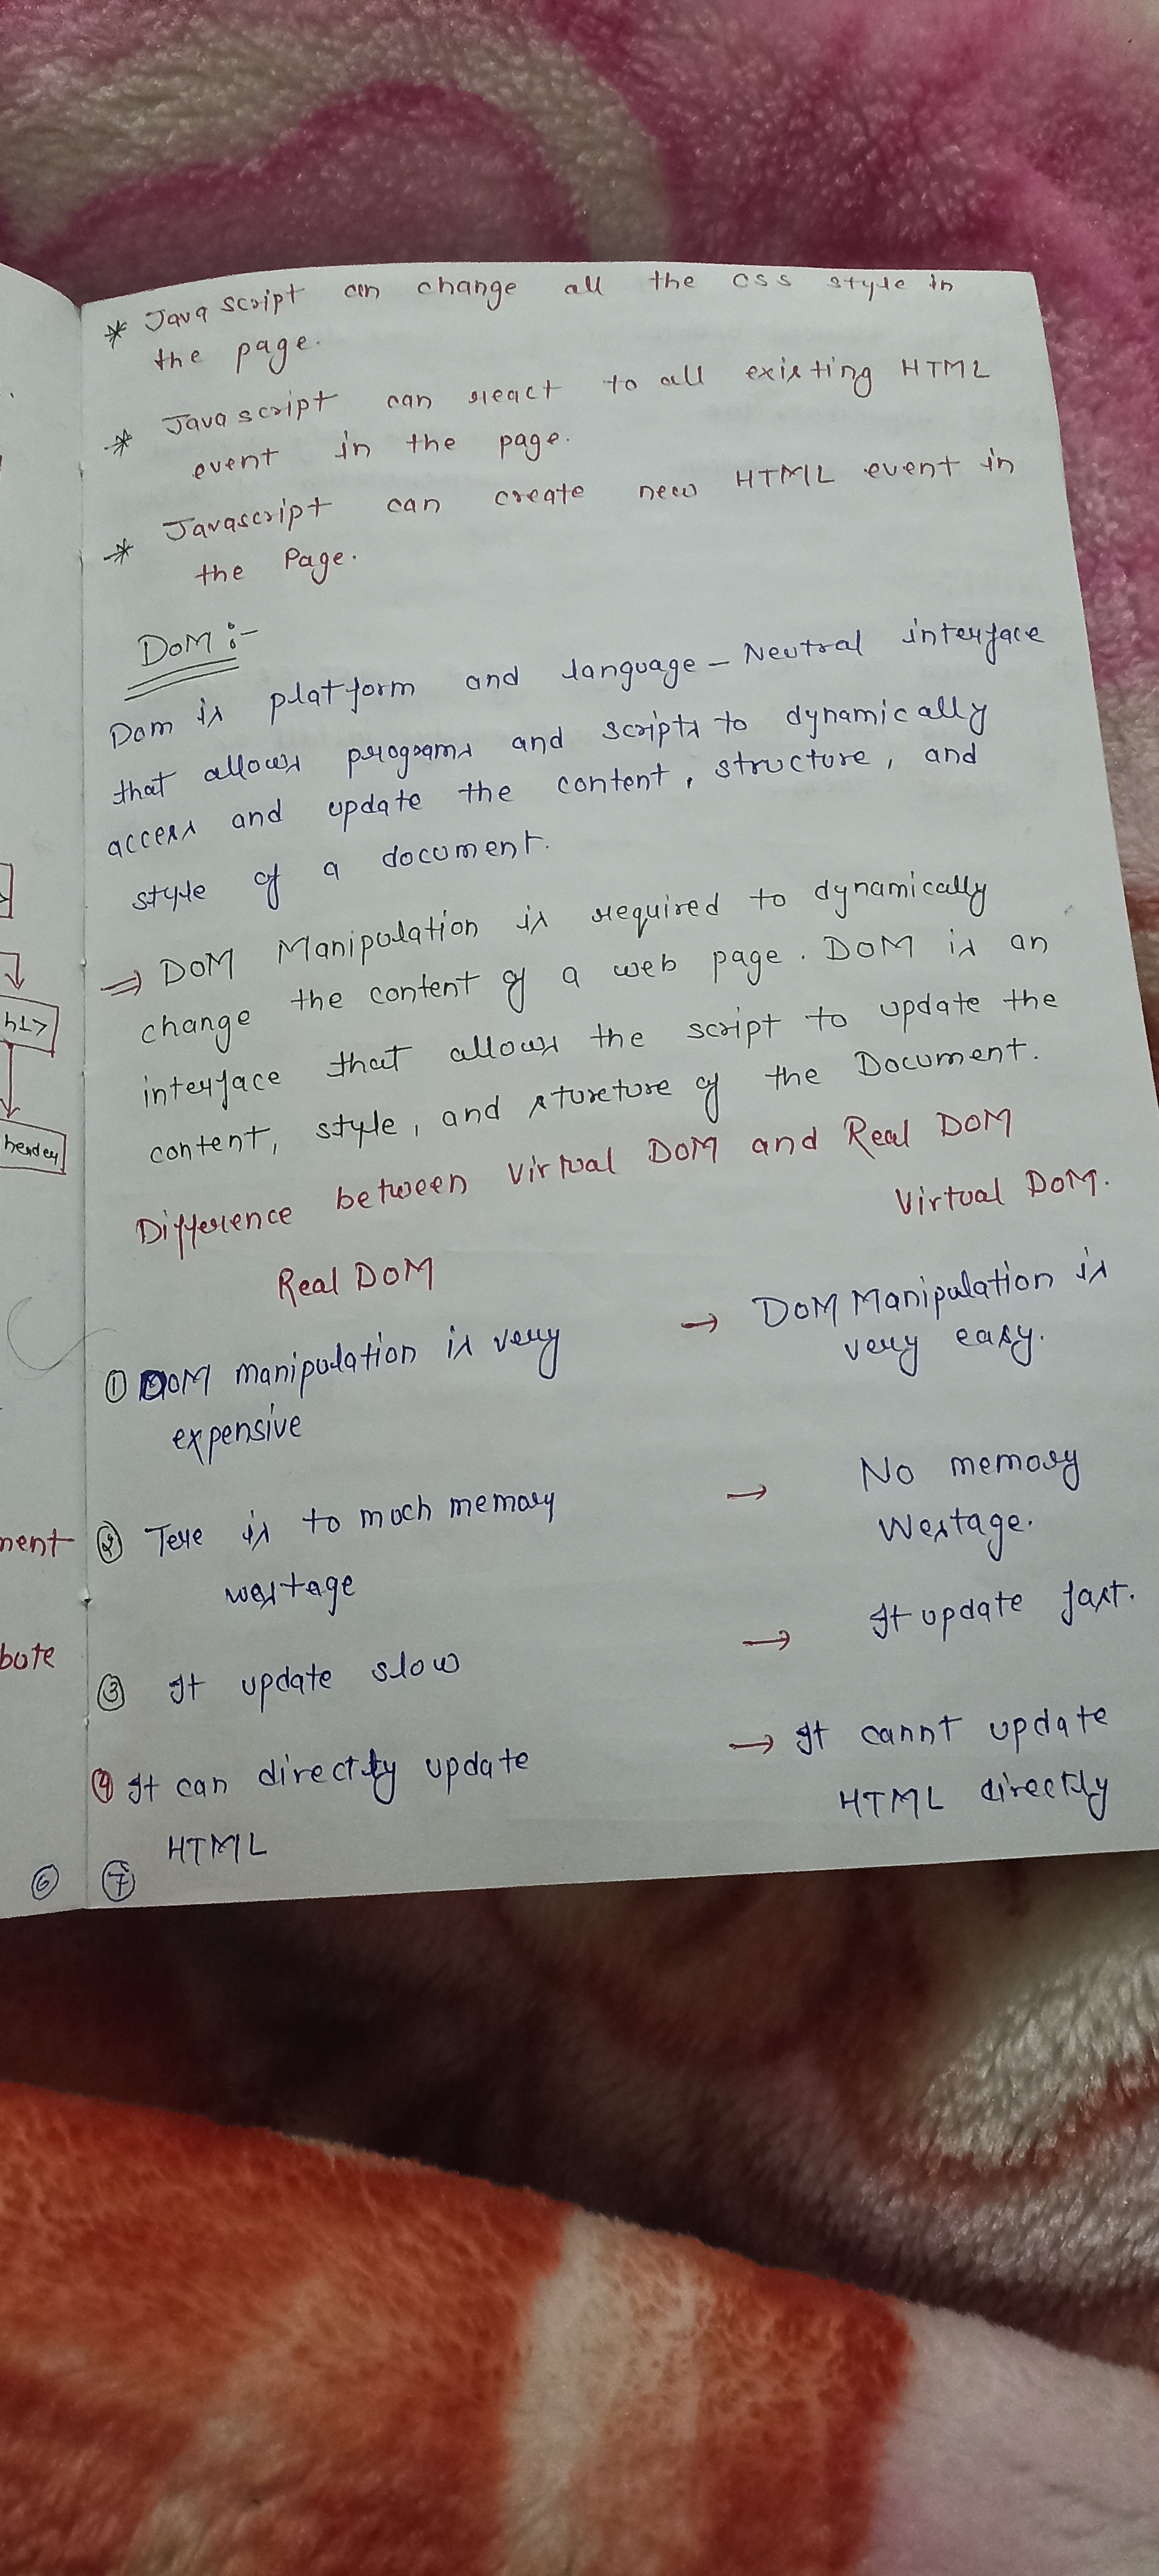 * Java script can change all the css style in
the page.
* Java script can react to all existing HTML
event in the page.
* Javascript can create new HTML event in
the Page.
DOM :-
Dom is platform and language - Neutral interface
that allows programs and scripts to dynamically
access and update the content, structure, and
style of a document.
⇒ DOM Manipulation is required to dynamically
change the content of a web page. DOM is an
interface that allows the script to update the
content, style, and sturcture of the Document.
Difference between Virtual DOM and Real DOM
Real DOM Virtual DOM.
① DOM manipulation is very → DOM Manipulation is
expensive very easy.
② Tere is to much memory → No memory
westage Westage.
③ It update slow → It update fast.
④ It can directly update → It cannt update
HTML HTML directly
⑦
h1>
header
ment
bute
⑥